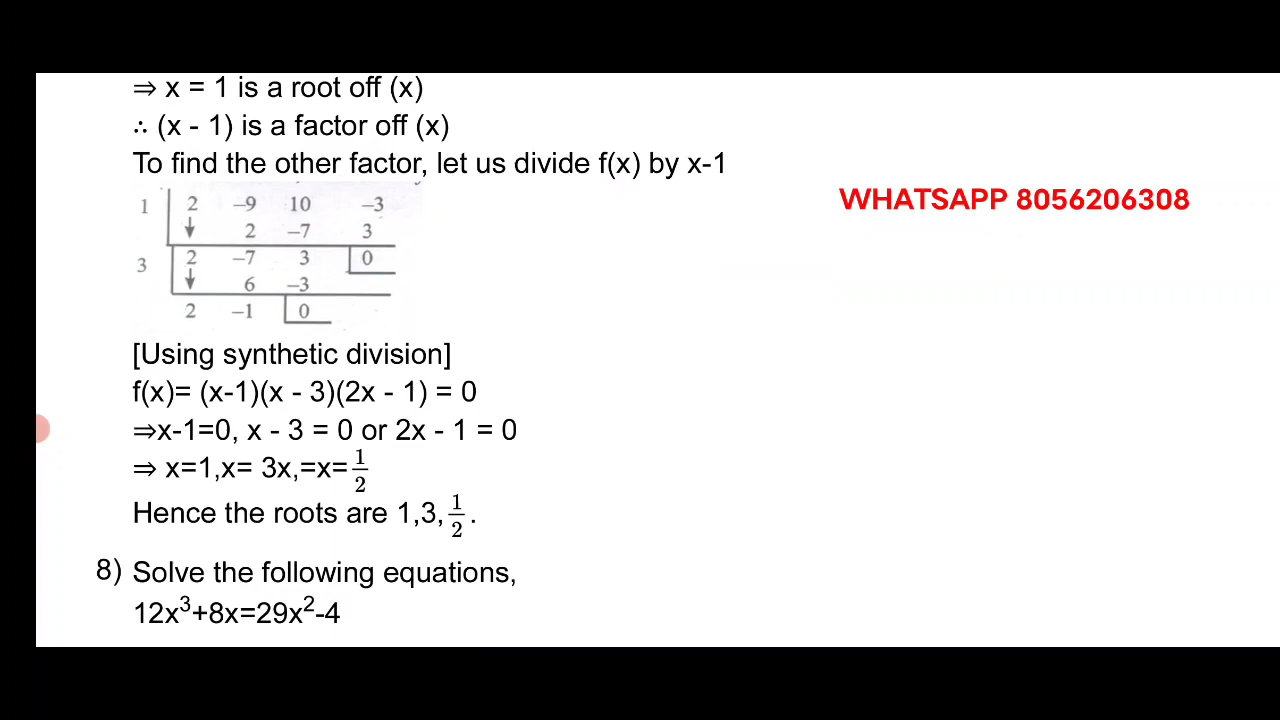 ⇒ x = 1 is a root off (x)
∴ (x - 1) is a factor off (x)
To find the other factor, let us divide f(x) by x-1
WHATSAPP 8056206308
1 2 –9 10 –3
2 –7 3
3 2 –7 3 0
6 –3
2 –1 0
[Using synthetic division]
f(x)= (x-1)(x - 3)(2x - 1) = 0
⇒x-1=0, x - 3 = 0 or 2x - 1 = 0
⇒ x=1,x= 3x,=x=1/2
Hence the roots are 1,3,1/2.
8) Solve the following equations,
12x³+8x=29x²-4